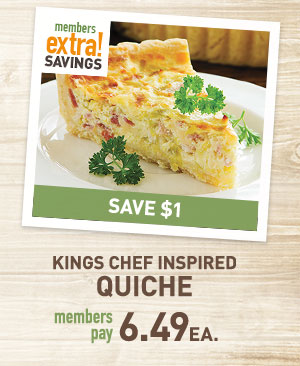 members
extra!
SAVINGS
SAVE $1
KINGS CHEF INSPIRED
QUICHE
members
pay 6.49EA.